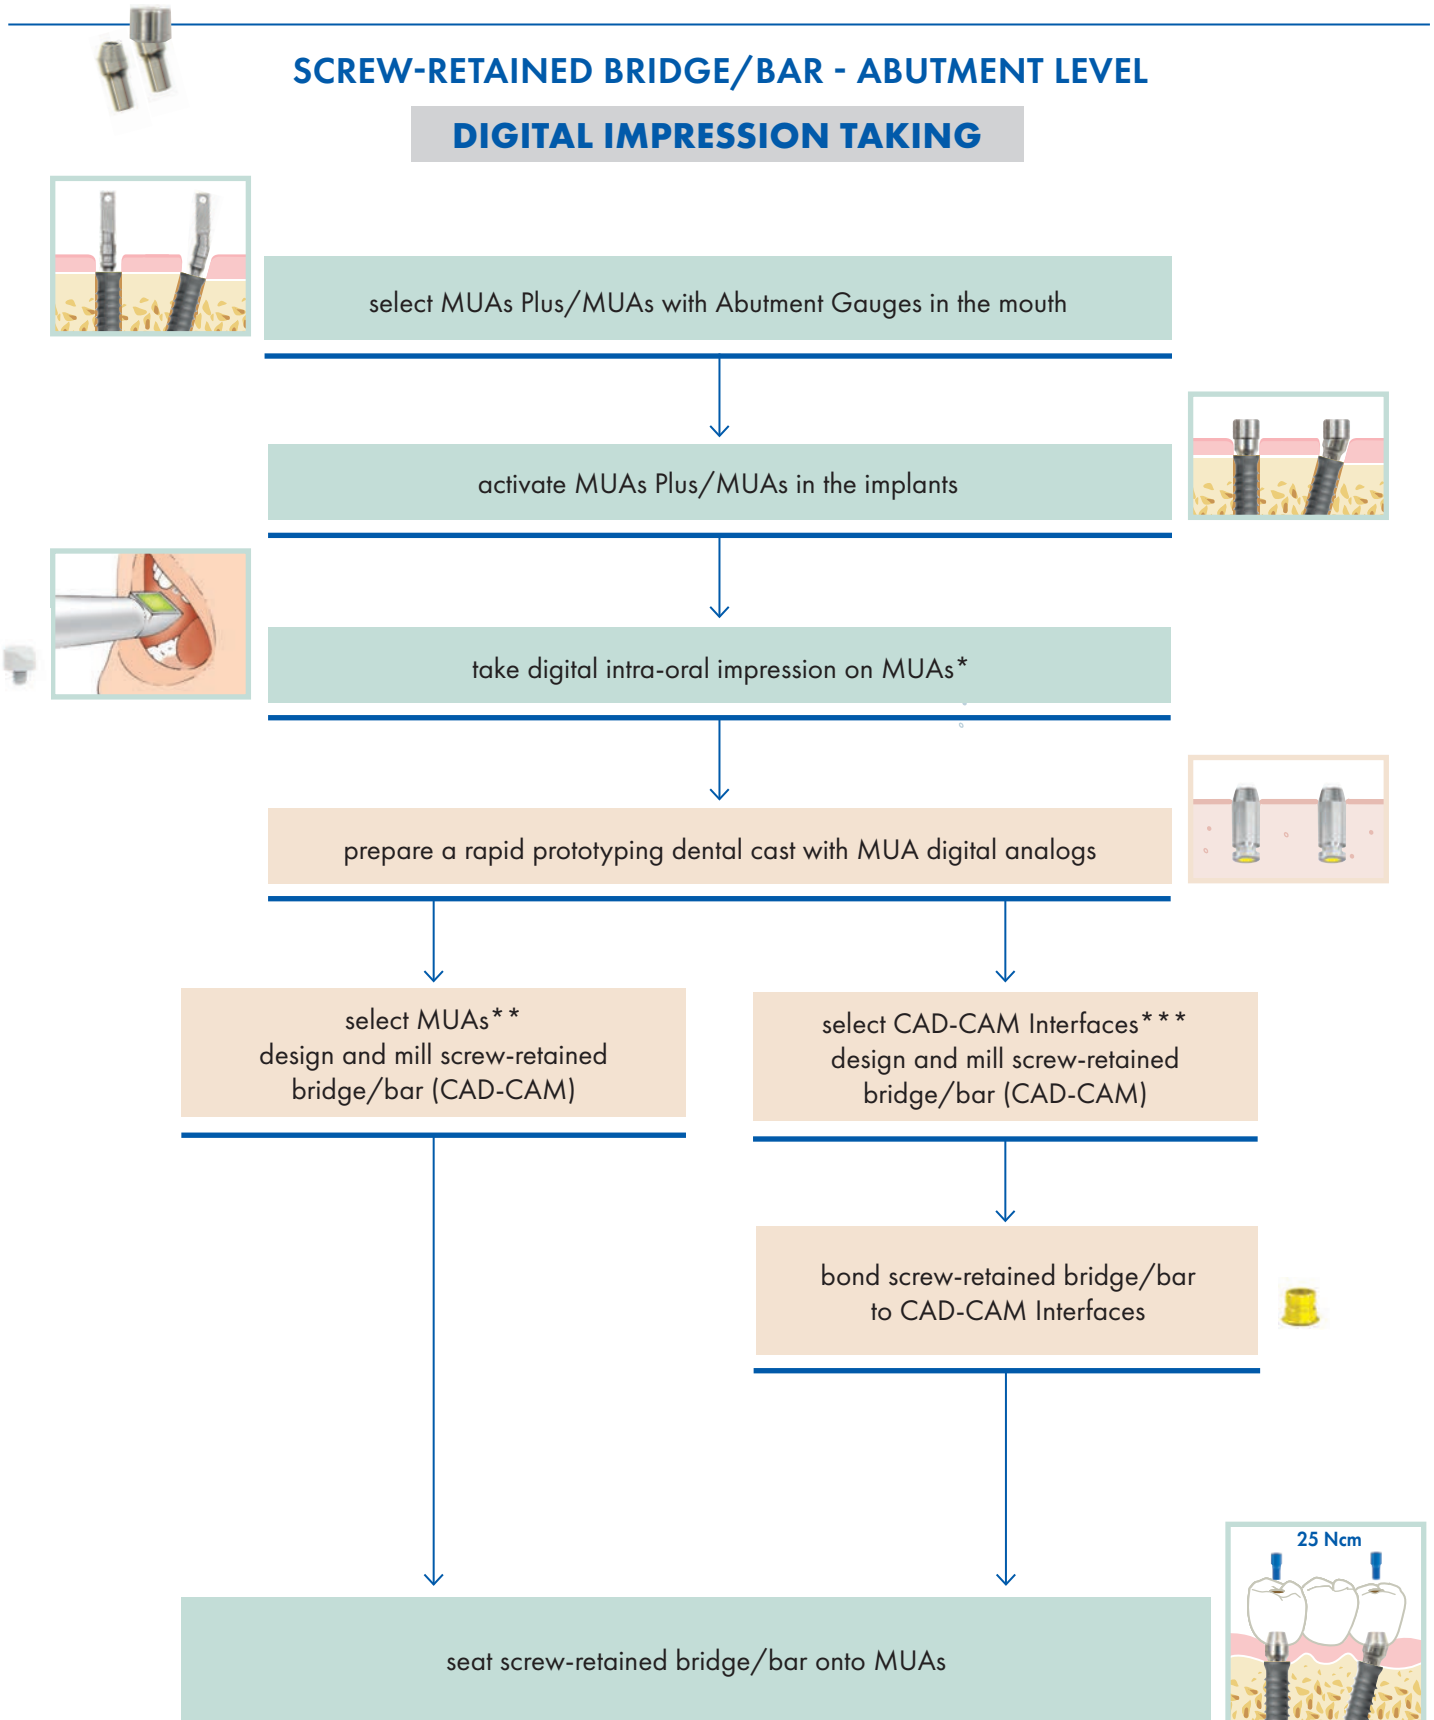 SCREW-RETAINED BRIDGE/BAR - ABUTMENT LEVEL
DIGITAL IMPRESSION TAKING
select MUAs Plus/MUAs with Abutment Gauges in the mouth
activate MUAs Plus/MUAs in the implants
take digital intra-oral impression on MUAs*
prepare a rapid prototyping dental cast with MUA digital analogs
select MUAs**
design and mill screw-retained
bridge/bar (CAD-CAM)
select CAD-CAM Interfaces***
design and mill screw-retained
bridge/bar (CAD-CAM)
bond screw-retained bridge/bar
to CAD-CAM Interfaces
25 Ncm
seat screw-retained bridge/bar onto MUAs